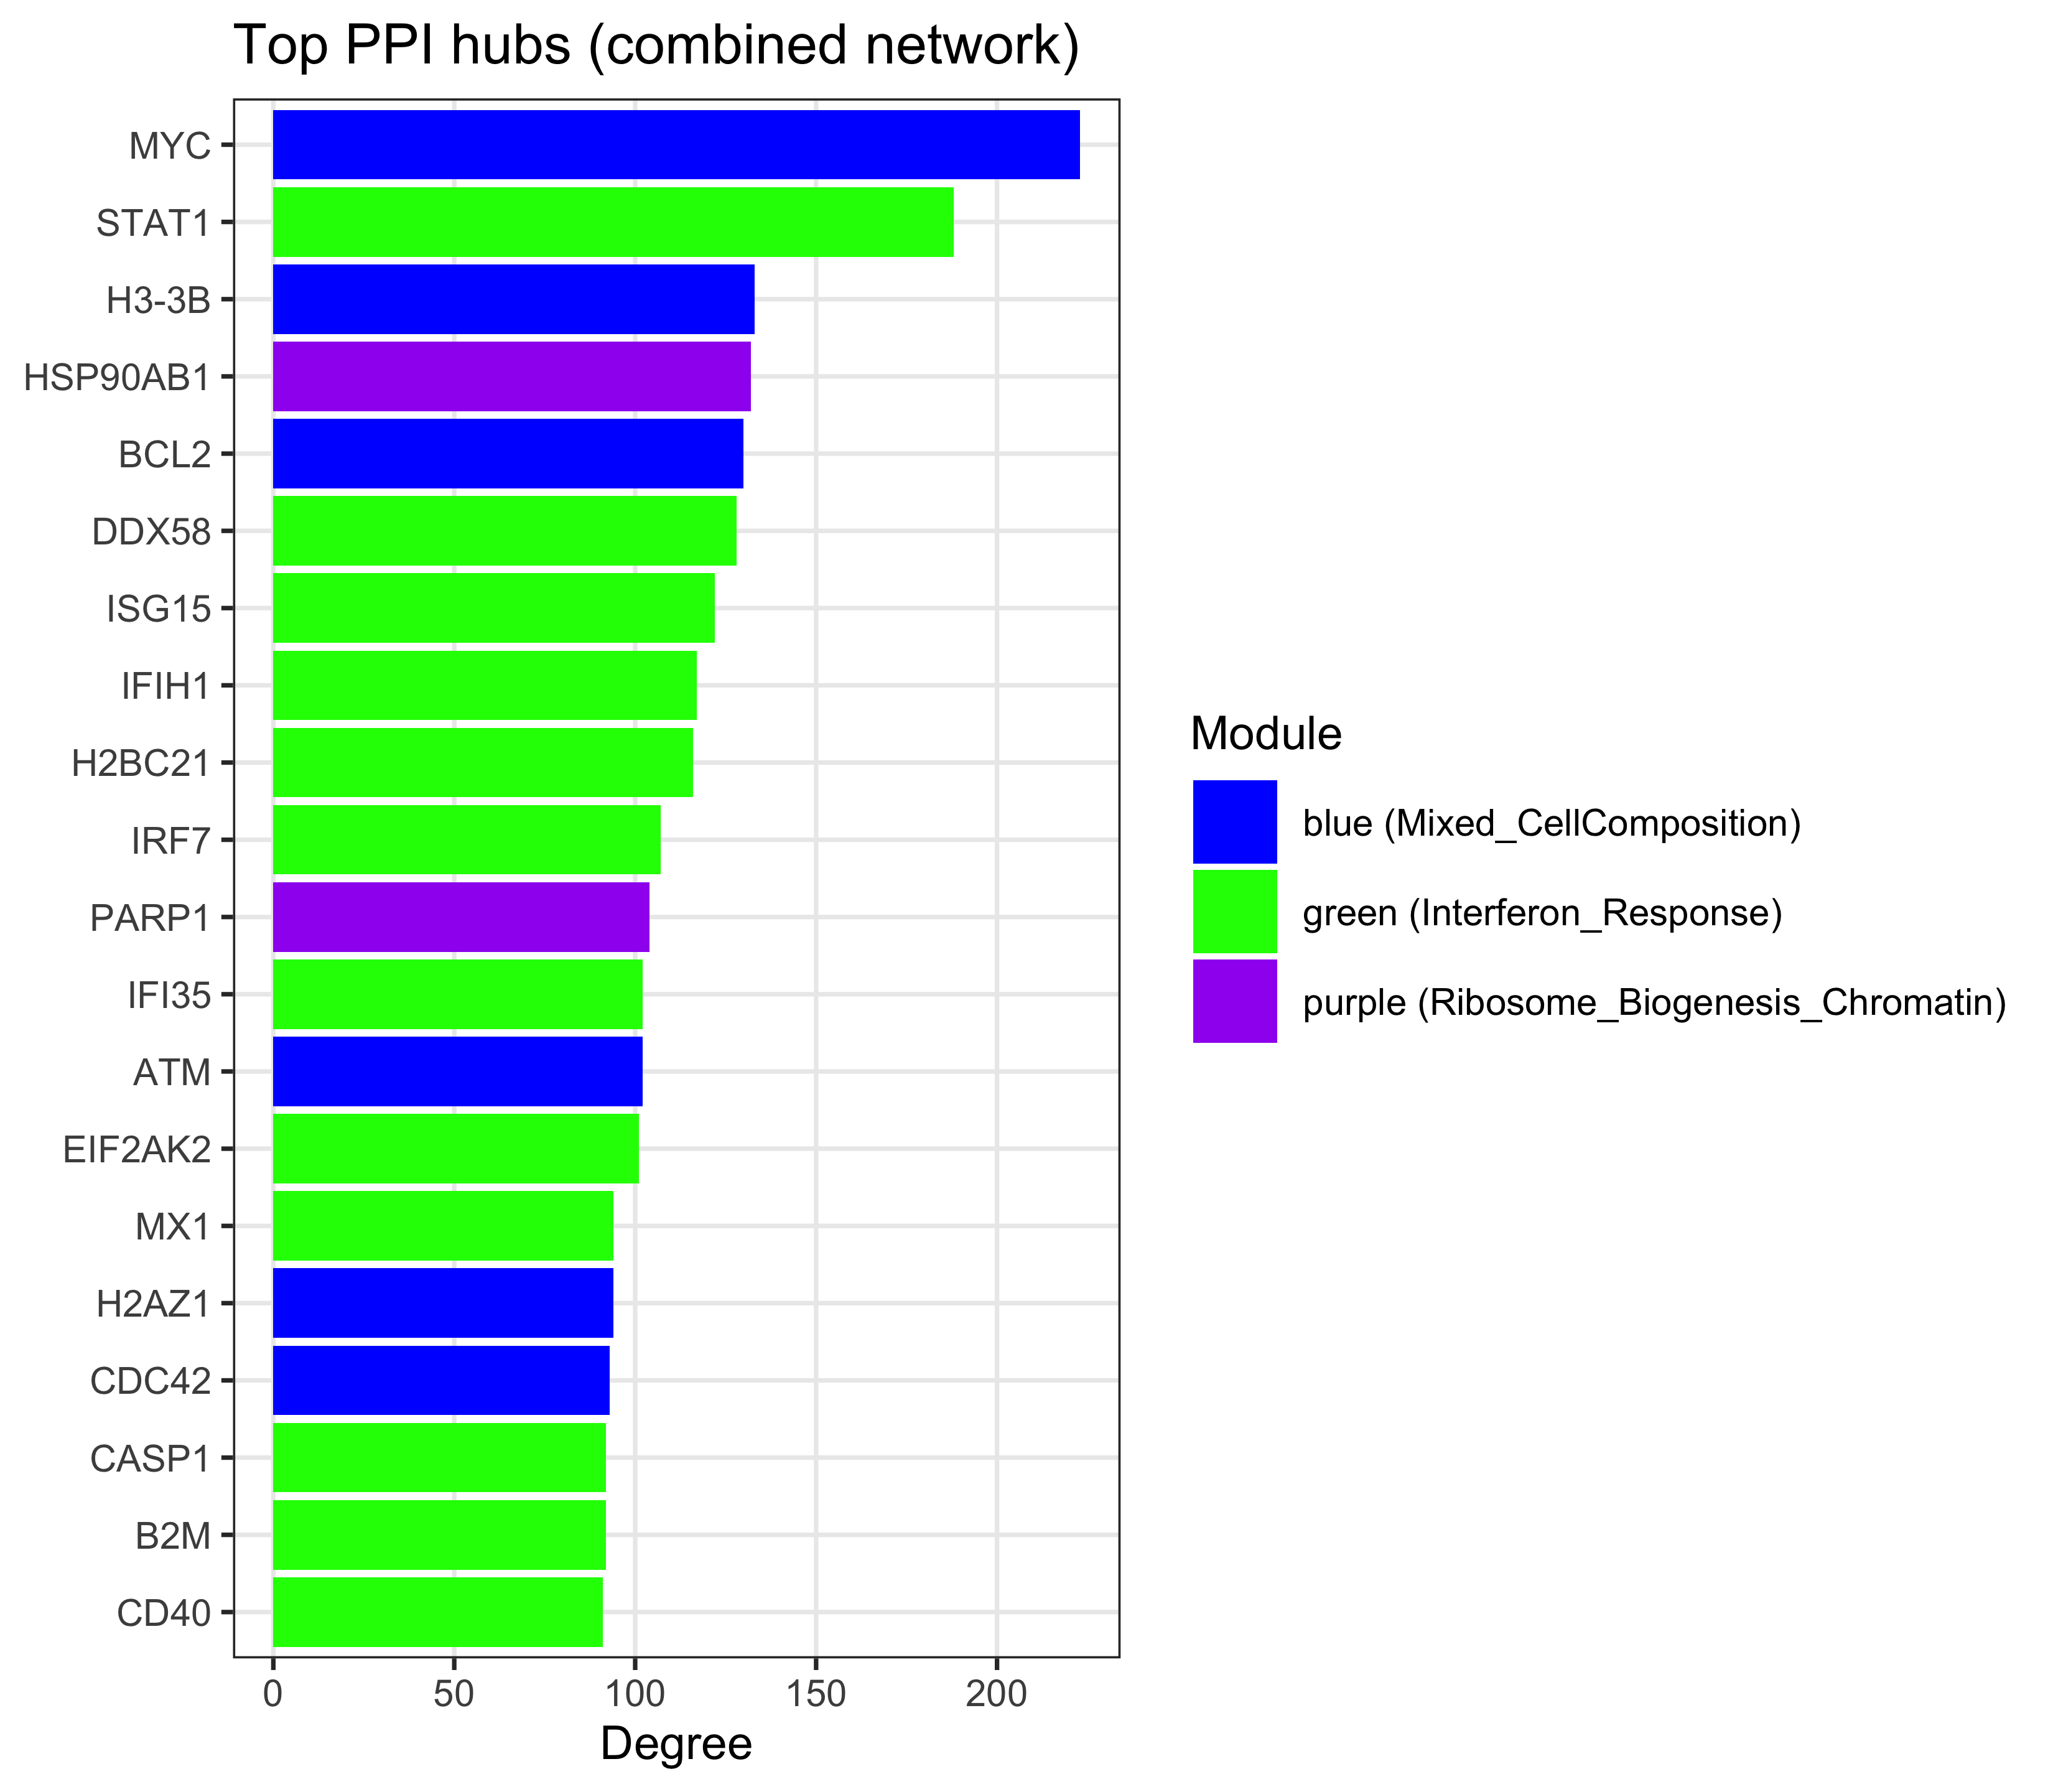 Top PPI hubs (combined network)
MYC
STAT1
H3-3B
HSP90AB1
BCL2
DDX58
ISG15
IFIH1
H2BC21
IRF7
PARP1
IFI35
ATM
EIF2AK2
MX1
H2AZ1
CDC42
CASP1
B2M
CD40
0 50 100 150 200
Degree
Module
blue (Mixed_CellComposition)
green (Interferon_Response)
purple (Ribosome_Biogenesis_Chromatin)